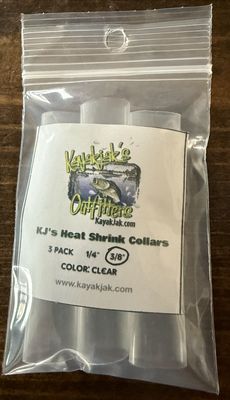 Kayakjak's
Outfitters
KayakJak.com
KJ's Heat Shrink Collars
3 PACK 1/4" 3/8"
COLOR: CLEAR
www.kayakjak.com